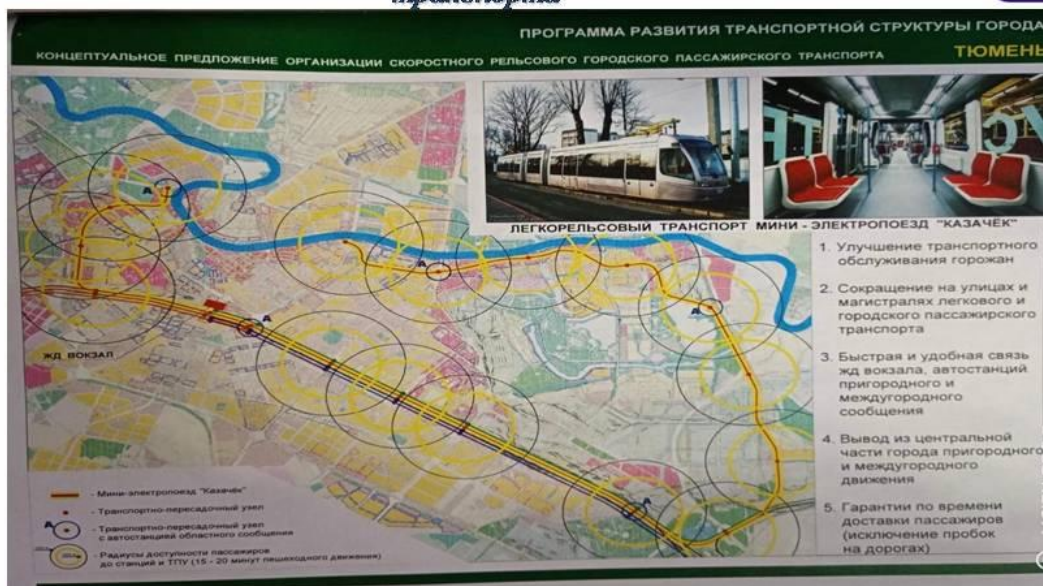 транспорта
ПРОГРАММА РАЗВИТИЯ ТРАНСПОРТНОЙ СТРУКТУРЫ ГОРОДА
КОНЦЕПТУАЛЬНОЕ ПРЕДЛОЖЕНИЕ ОРГАНИЗАЦИИ СКОРОСТНОГО РЕЛЬСОВОГО ГОРОДСКОГО ПАССАЖИРСКОГО ТРАНСПОРТА
ТЮМЕНЬ
ЛЕГКОРЕЛЬСОВЫЙ ТРАНСПОРТ МИНИ - ЭЛЕКТРОПОЕЗД "КАЗАЧЁК"
1. Улучшение транспортного
обслуживания горожан
2. Сокращение на улицах и
магистралях легкового и
городского пассажирского
транспорта
3. Быстрая и удобная связь
жд вокзала, автостанций
пригородного и
междугородного
сообщения
4. Вывод из центральной
части города пригородного
и междугородного
движения
5. Гарантии по времени
доставки пассажиров
(исключение пробок
на дорогах)
А
А
А
А
А
ЖД ВОКЗАЛ
- Мини-электропоезд "Казачёк"
- Транспортно-пересадочный узел
А
- Транспортно-пересадочный узел
с автостанцией областного сообщения
- Радиусы доступности пассажиров
до станций и ТПУ (15 - 20 минут пешеходного движения)